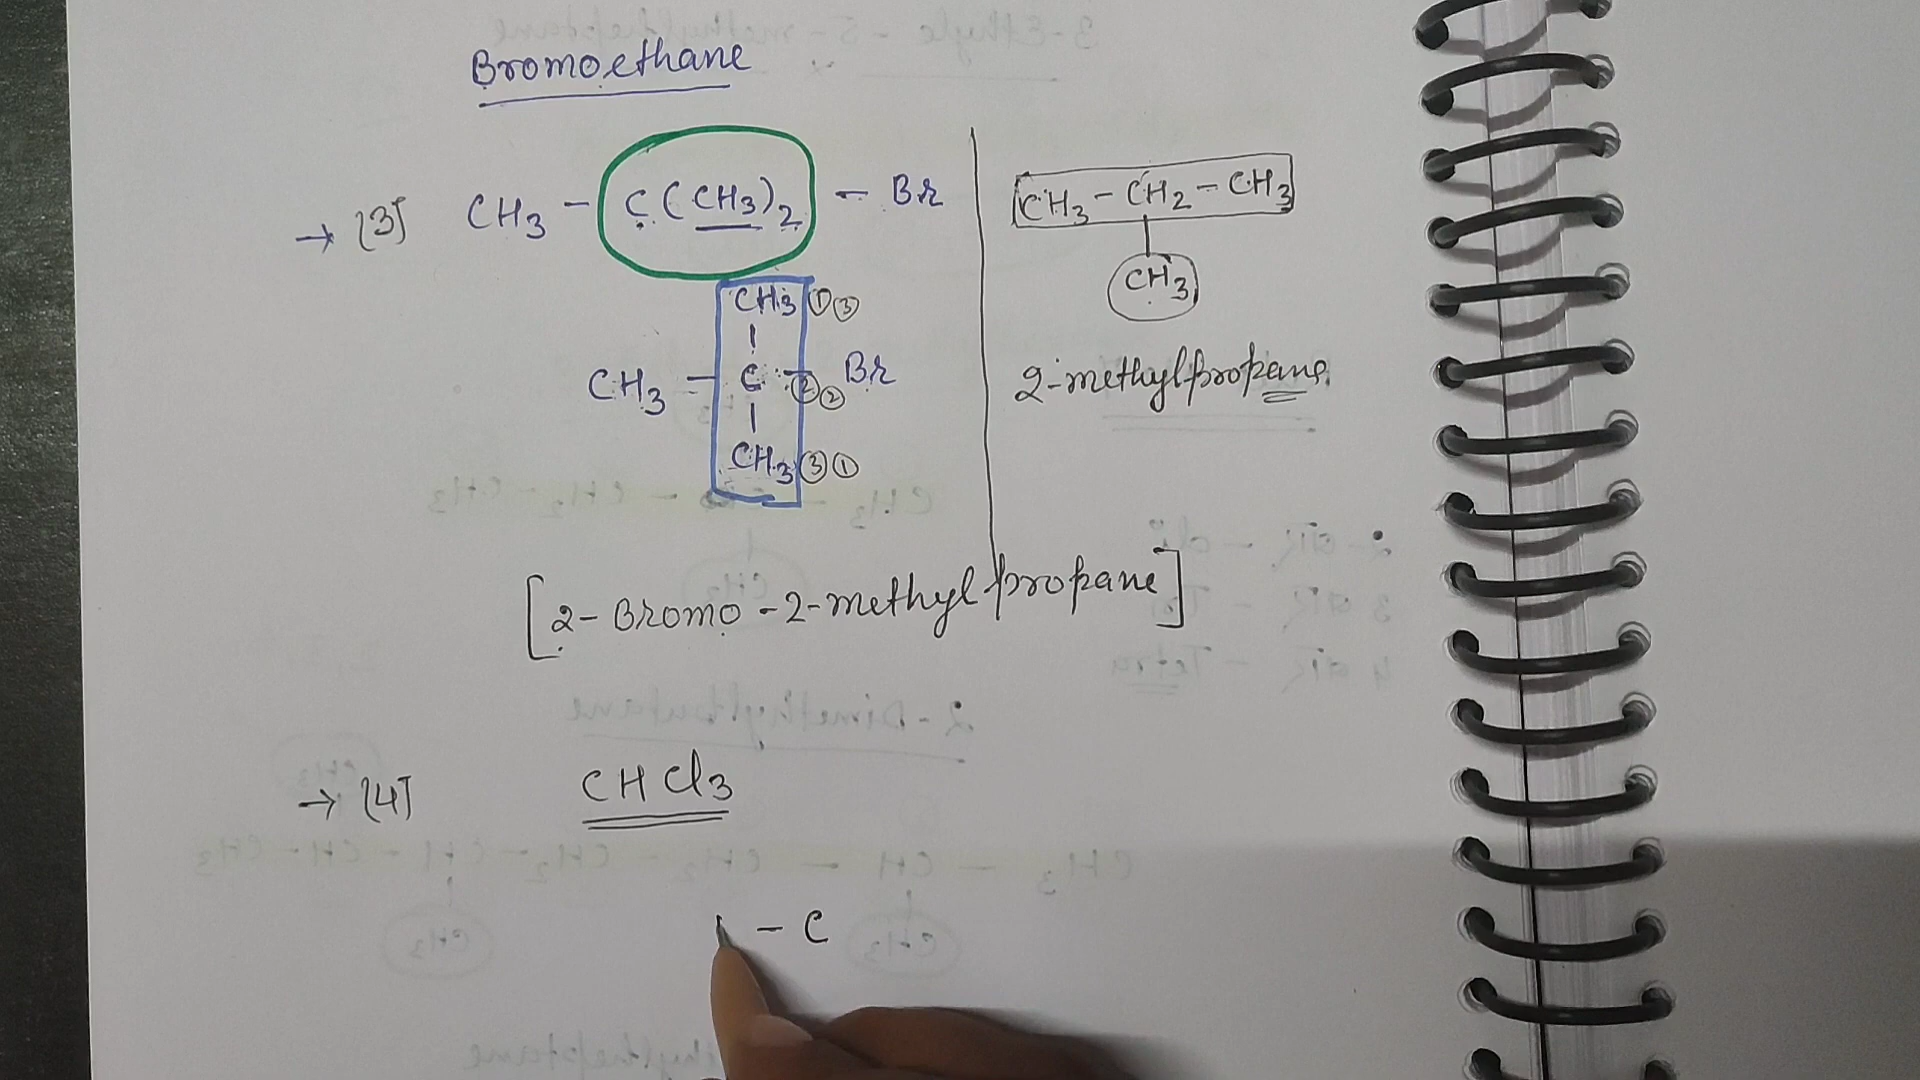 Bromoethane
→ [3] CH3 - C(CH3)2 - Br
CH3 ① ③
|
CH3 - C - Br ② ②
|
CH3 ③ ①
CH3 - CH2 - CH3
|
CH3
2-methylpropane
[2-Bromo-2-methylpropane]
→ [4] CHCl3
- C